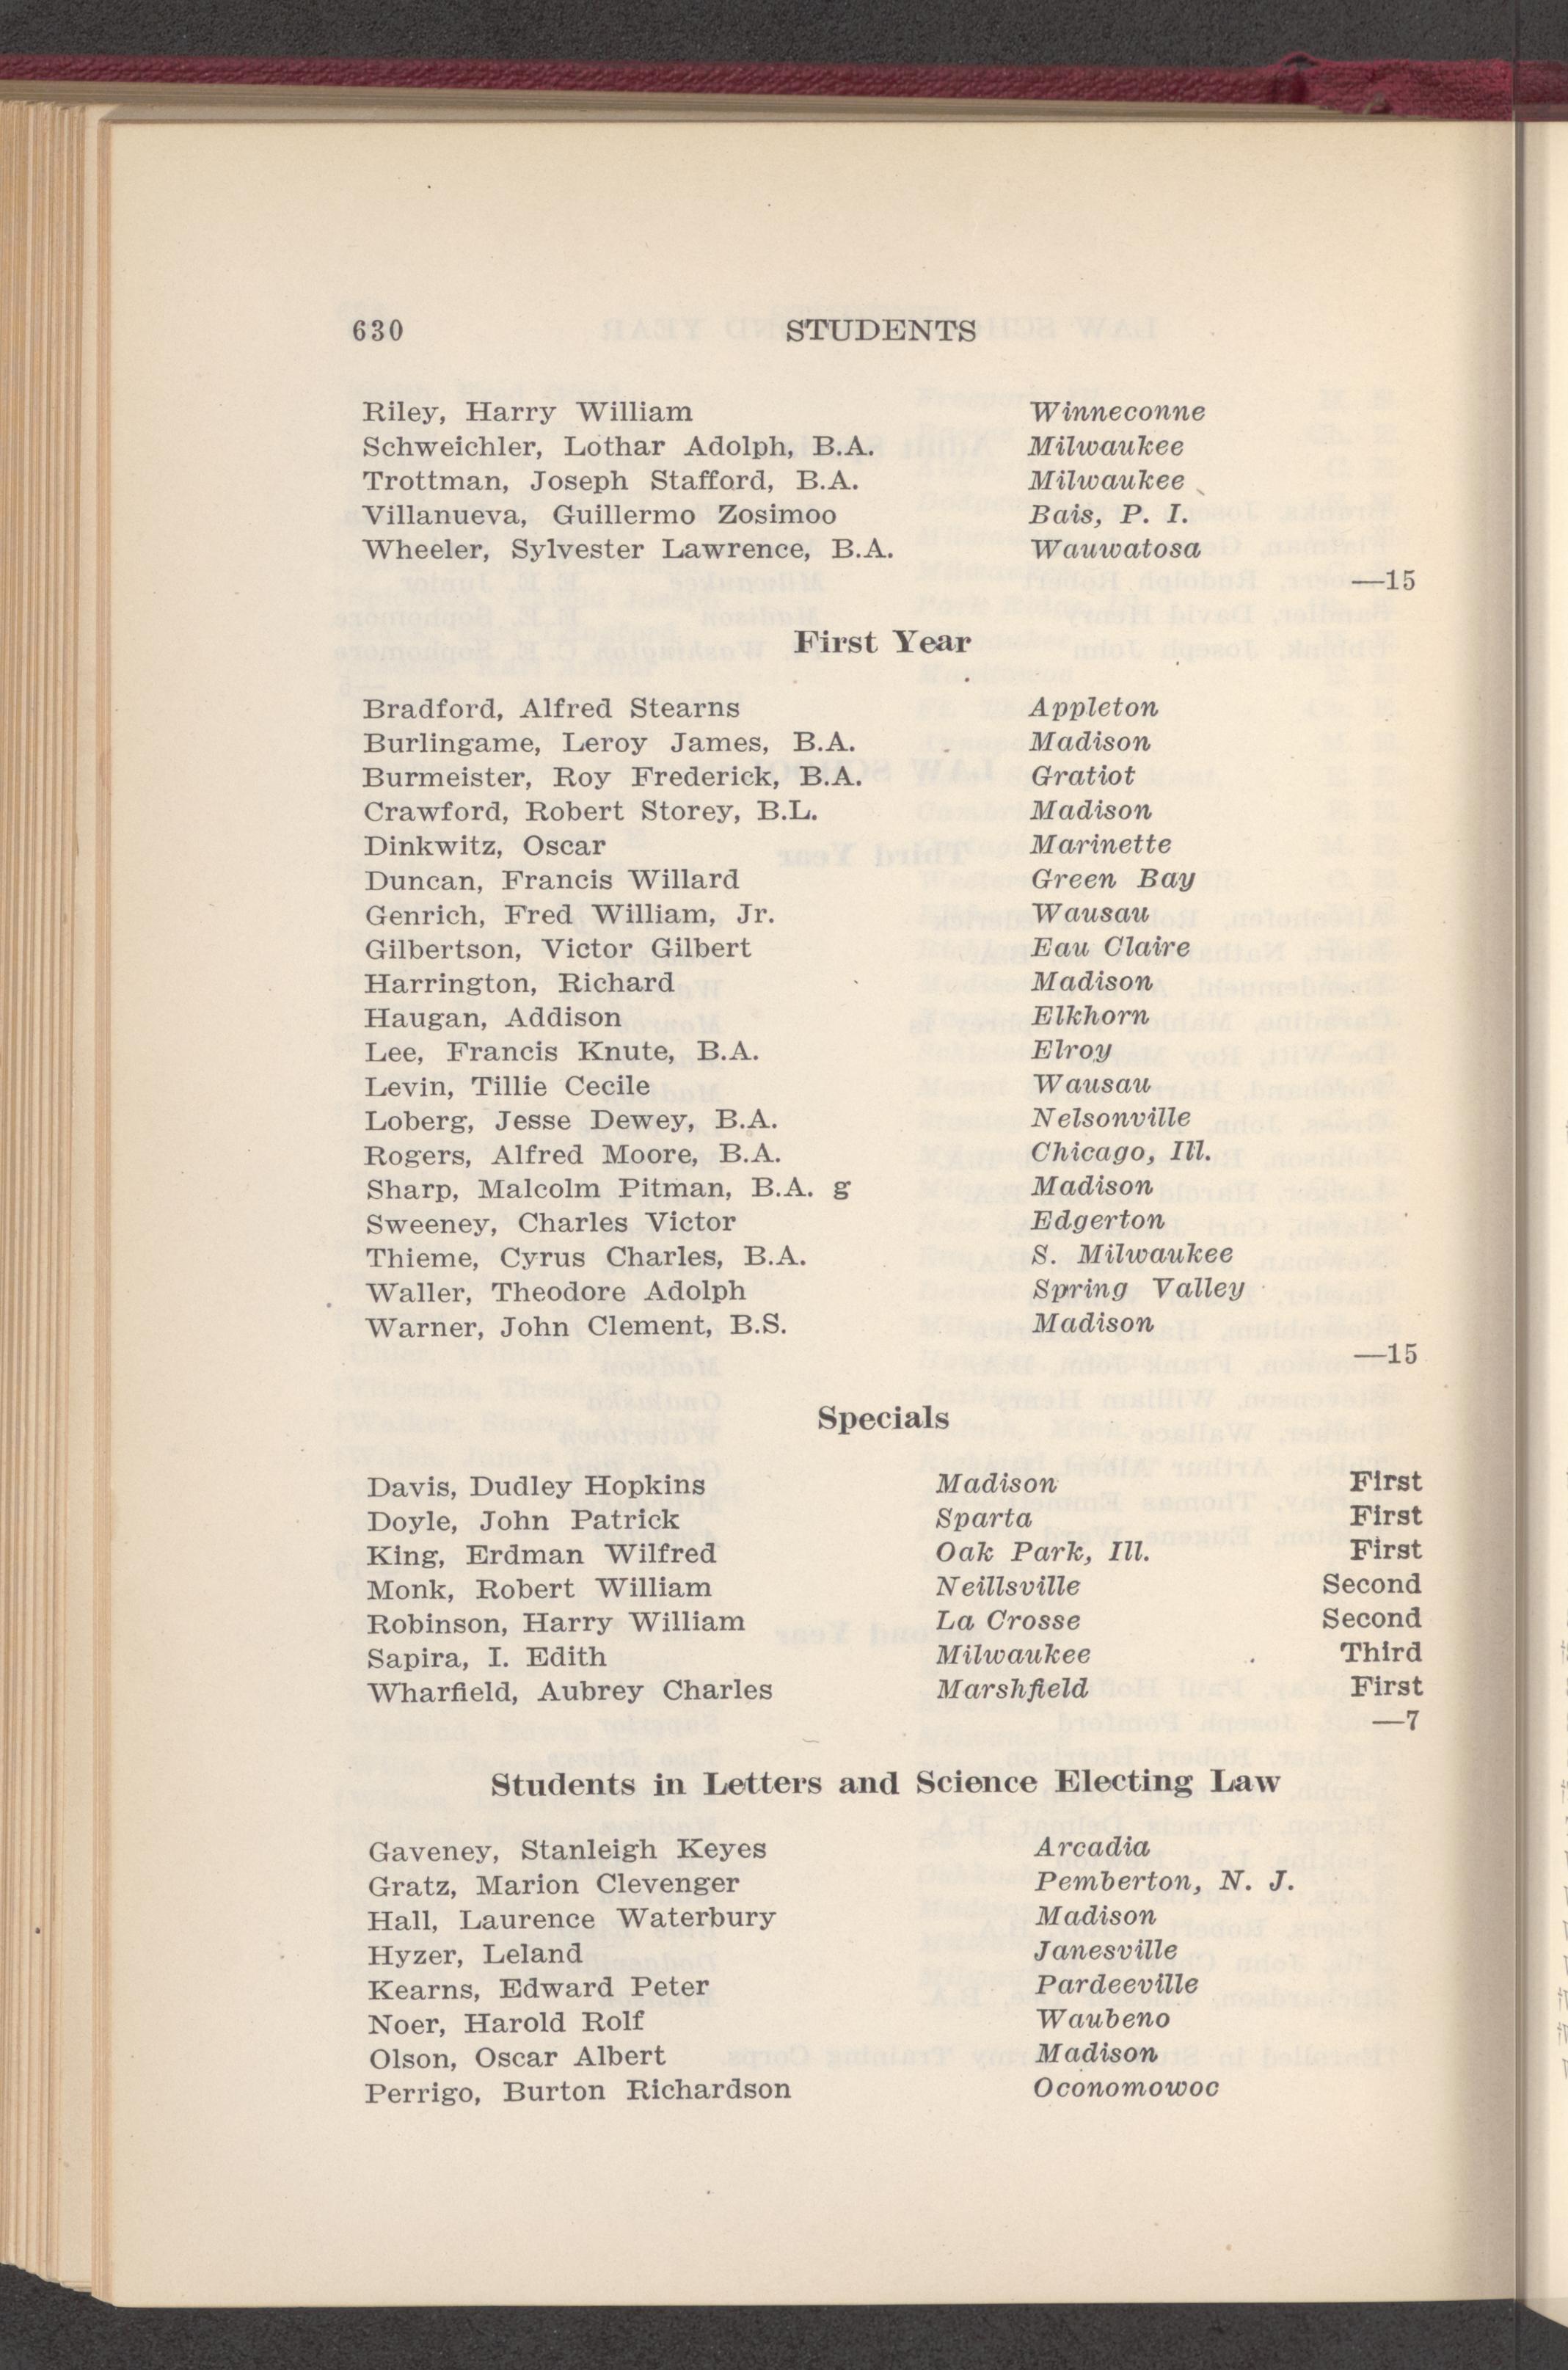 630 STUDENTS
Riley, Harry William Winneconne
Schweichler, Lothar Adolph, B.A. Milwaukee
Trottman, Joseph Stafford, B.A. Milwaukee
Villanueva, Guillermo Zosimoo Bais, P. I.
Wheeler, Sylvester Lawrence, B.A. Wauwatosa
—15
First Year
Bradford, Alfred Stearns Appleton
Burlingame, Leroy James, B.A. Madison
Burmeister, Roy Frederick, B.A. Gratiot
Crawford, Robert Storey, B.L. Madison
Dinkwitz, Oscar Marinette
Duncan, Francis Willard Green Bay
Genrich, Fred William, Jr. Wausau
Gilbertson, Victor Gilbert Eau Claire
Harrington, Richard Madison
Haugan, Addison Elkhorn
Lee, Francis Knute, B.A. Elroy
Levin, Tillie Cecile Wausau
Loberg, Jesse Dewey, B.A. Nelsonville
Rogers, Alfred Moore, B.A. Chicago, Ill.
Sharp, Malcolm Pitman, B.A. g Madison
Sweeney, Charles Victor Edgerton
Thieme, Cyrus Charles, B.A. S. Milwaukee
Waller, Theodore Adolph Spring Valley
Warner, John Clement, B.S. Madison
—15
Specials
Davis, Dudley Hopkins Madison First
Doyle, John Patrick Sparta First
King, Erdman Wilfred Oak Park, Ill. First
Monk, Robert William Neillsville Second
Robinson, Harry William La Crosse Second
Sapira, I. Edith Milwaukee Third
Wharfield, Aubrey Charles Marshfield First
—7
Students in Letters and Science Electing Law
Gaveney, Stanleigh Keyes Arcadia
Gratz, Marion Clevenger Pemberton, N. J.
Hall, Laurence Waterbury Madison
Hyzer, Leland Janesville
Kearns, Edward Peter Pardeeville
Noer, Harold Rolf Waubeno
Olson, Oscar Albert Madison
Perrigo, Burton Richardson Oconomowoc